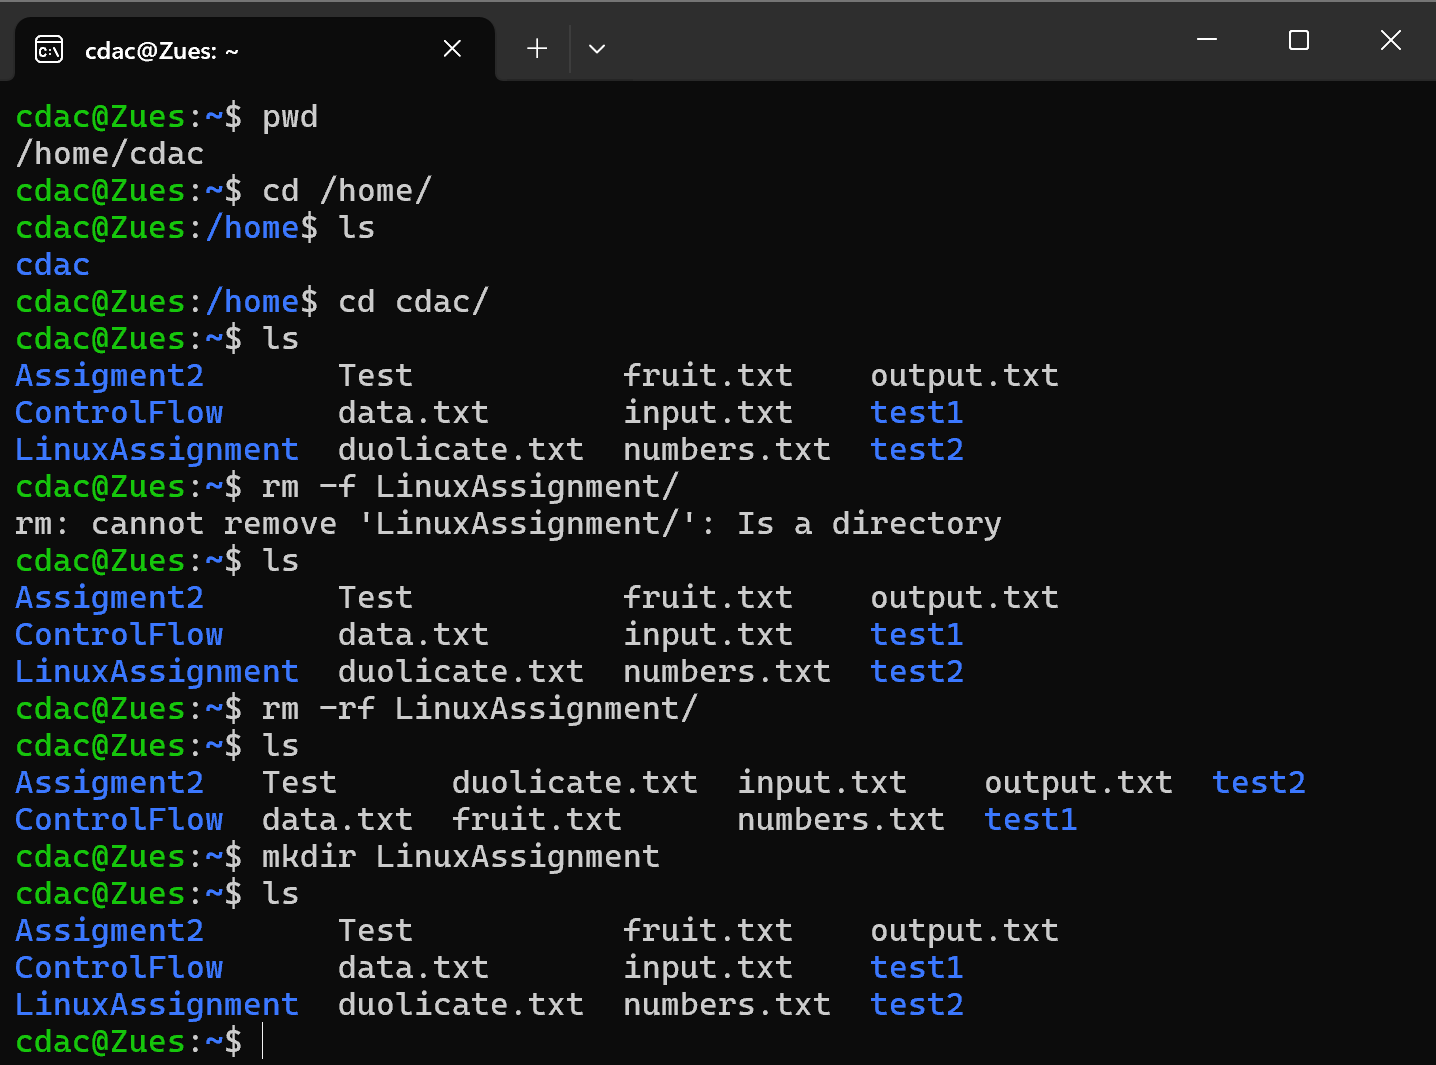 cdac@Zues: ~
cdac@Zues:~$ pwd
/home/cdac
cdac@Zues:~$ cd /home/
cdac@Zues:/home$ ls
cdac
cdac@Zues:/home$ cd cdac/
cdac@Zues:~$ ls
Assigment2       Test           fruit.txt    output.txt
ControlFlow      data.txt       input.txt    test1
LinuxAssignment  duolicate.txt  numbers.txt  test2
cdac@Zues:~$ rm -f LinuxAssignment/
rm: cannot remove 'LinuxAssignment/': Is a directory
cdac@Zues:~$ ls
Assigment2       Test           fruit.txt    output.txt
ControlFlow      data.txt       input.txt    test1
LinuxAssignment  duolicate.txt  numbers.txt  test2
cdac@Zues:~$ rm -rf LinuxAssignment/
cdac@Zues:~$ ls
Assigment2   Test      duolicate.txt  input.txt    output.txt  test2
ControlFlow  data.txt  fruit.txt      numbers.txt  test1
cdac@Zues:~$ mkdir LinuxAssignment
cdac@Zues:~$ ls
Assigment2       Test           fruit.txt    output.txt
ControlFlow      data.txt       input.txt    test1
LinuxAssignment  duolicate.txt  numbers.txt  test2
cdac@Zues:~$